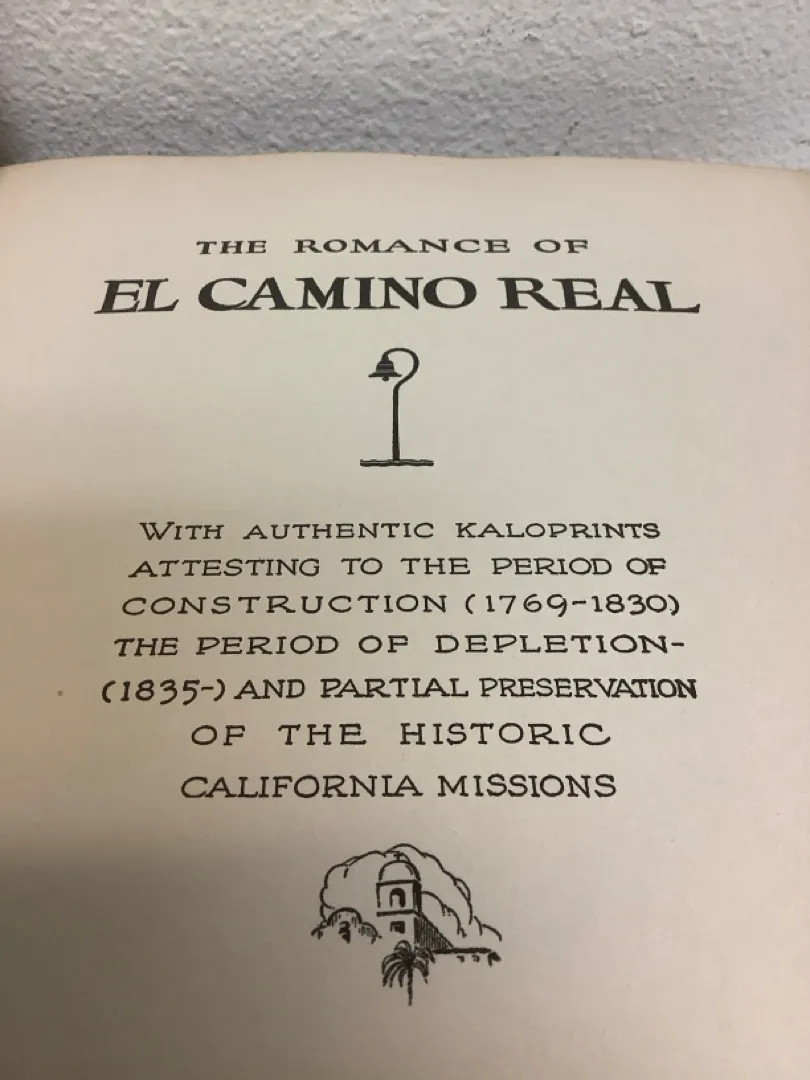 THE ROMANCE OF
EL CAMINO REAL
WITH AUTHENTIC KALOPRINTS
ATTESTING TO THE PERIOD OF
CONSTRUCTION (1769-1830)
THE PERIOD OF DEPLETION-
(1835-) AND PARTIAL PRESERVATION
OF THE HISTORIC
CALIFORNIA MISSIONS